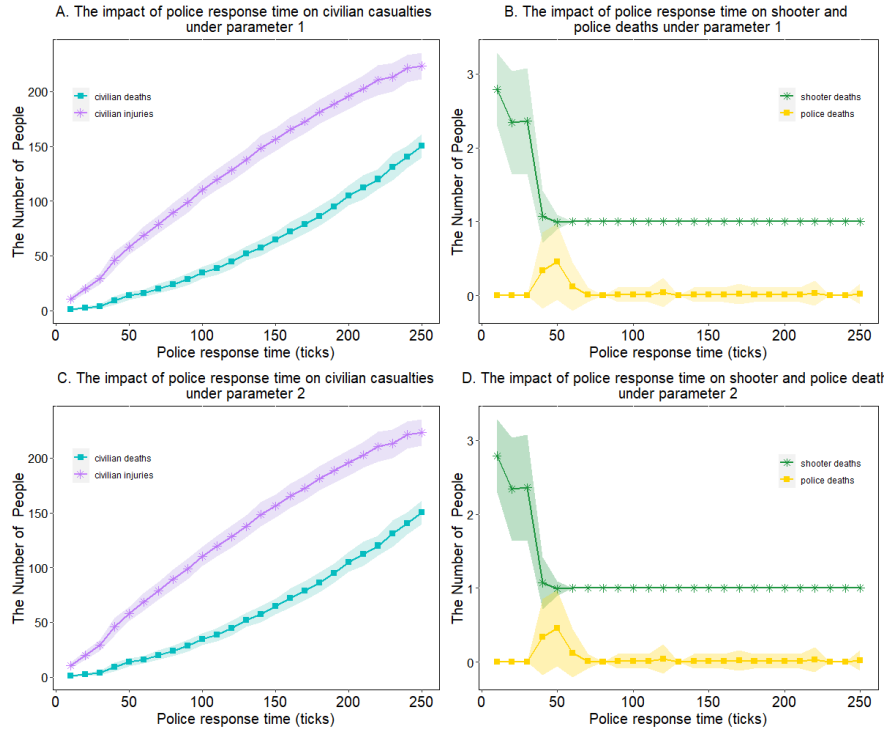 A. The impact of police response time on civilian casualties
under parameter 1
The Number of People
0
50
100
150
200
civilian deaths
civilian injuries
0
50
100
150
200
250
Police response time (ticks)
B. The impact of police response time on shooter and
police deaths under parameter 1
The Number of People
0
1
2
3
shooter deaths
police deaths
0
50
100
150
200
250
Police response time (ticks)
C. The impact of police response time on civilian casualties
under parameter 2
The Number of People
0
50
100
150
200
civilian deaths
civilian injuries
0
50
100
150
200
250
Police response time (ticks)
D. The impact of police response time on shooter and police death
under parameter 2
The Number of People
0
1
2
3
shooter deaths
police deaths
0
50
100
150
200
250
Police response time (ticks)